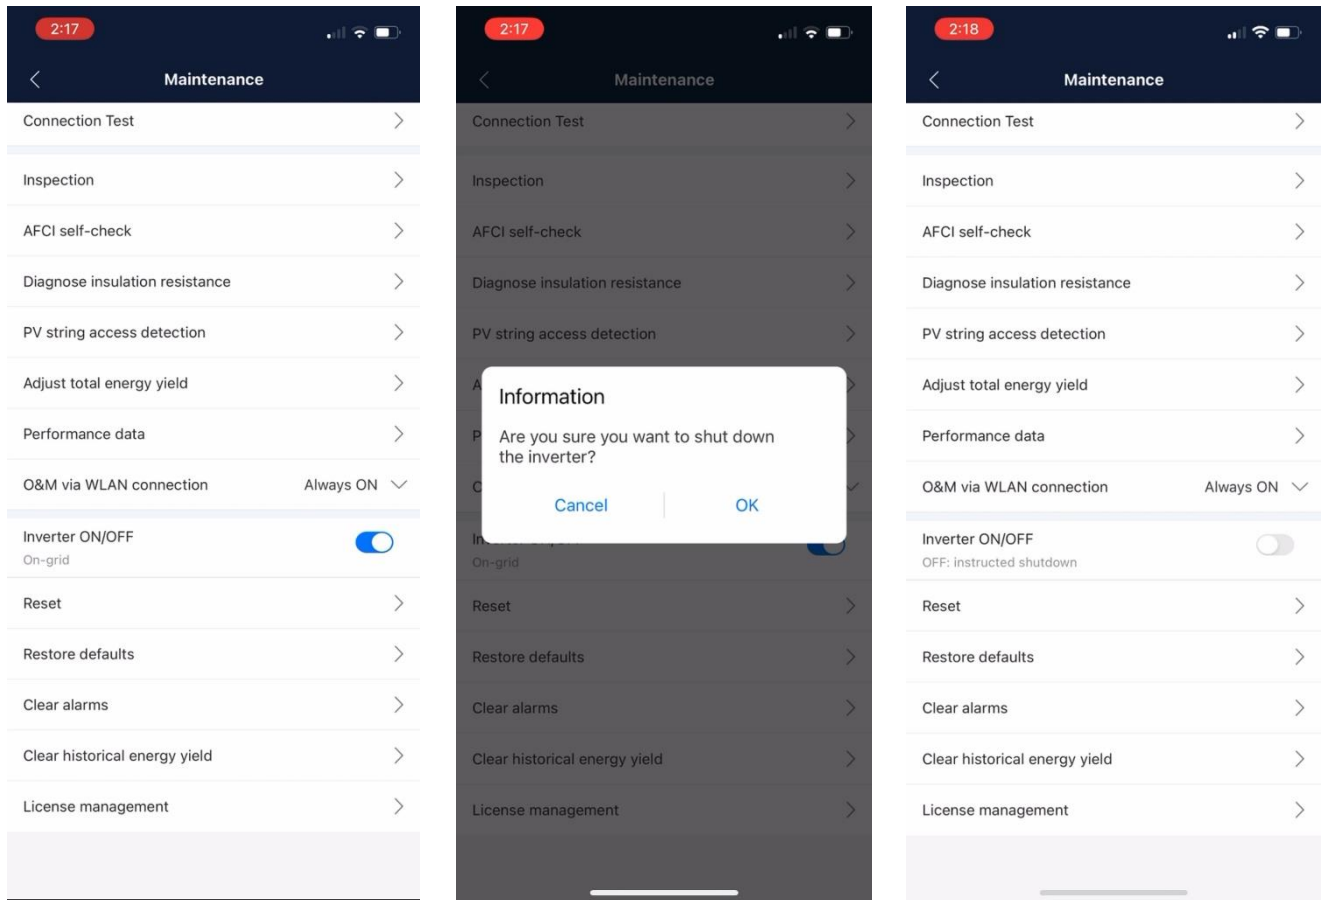 2:17
Maintenance
Connection Test
Inspection
AFCI self-check
Diagnose insulation resistance
PV string access detection
Adjust total energy yield
Performance data
O&M via WLAN connection Always ON
Inverter ON/OFF
On-grid
Reset
Restore defaults
Clear alarms
Clear historical energy yield
License management
2:17
Maintenance
Connection Test
Inspection
AFCI self-check
Diagnose insulation resistance
PV string access detection
Information
Are you sure you want to shut down
the inverter?
Cancel OK
On-grid
Reset
Restore defaults
Clear alarms
Clear historical energy yield
License management
2:18
Maintenance
Connection Test
Inspection
AFCI self-check
Diagnose insulation resistance
PV string access detection
Adjust total energy yield
Performance data
O&M via WLAN connection Always ON
Inverter ON/OFF
OFF: instructed shutdown
Reset
Restore defaults
Clear alarms
Clear historical energy yield
License management